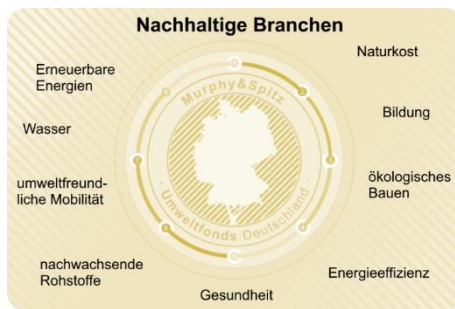 Nachhaltige Branchen
Naturkost
Erneuerbare
Energien
Bildung
Wasser
ökologisches
Bauen
umweltfreund-
liche Mobilität
nachwachsende
Rohstoffe
Energieeffizienz
Gesundheit
Murphy&Spitz
· Umweltfonds Deutschland ·